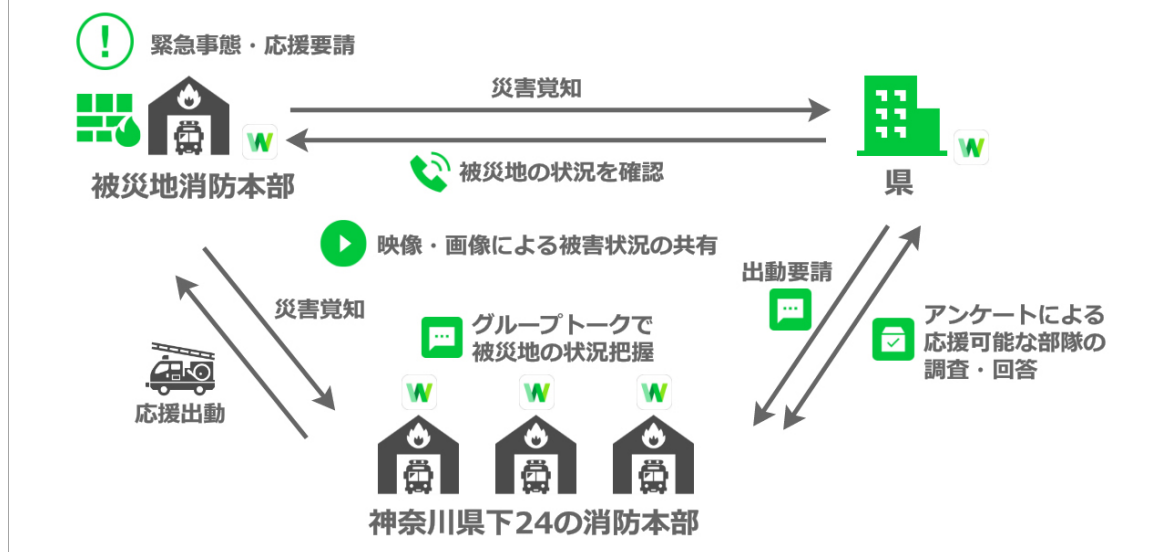 緊急事態・応援要請
災害覚知
被災地の状況を確認
被災地消防本部
県
映像・画像による被害状況の共有
出動要請
災害覚知
グループトークで
被災地の状況把握
アンケートによる
応援可能な部隊の
調査・回答
応援出動
神奈川県下24の消防本部